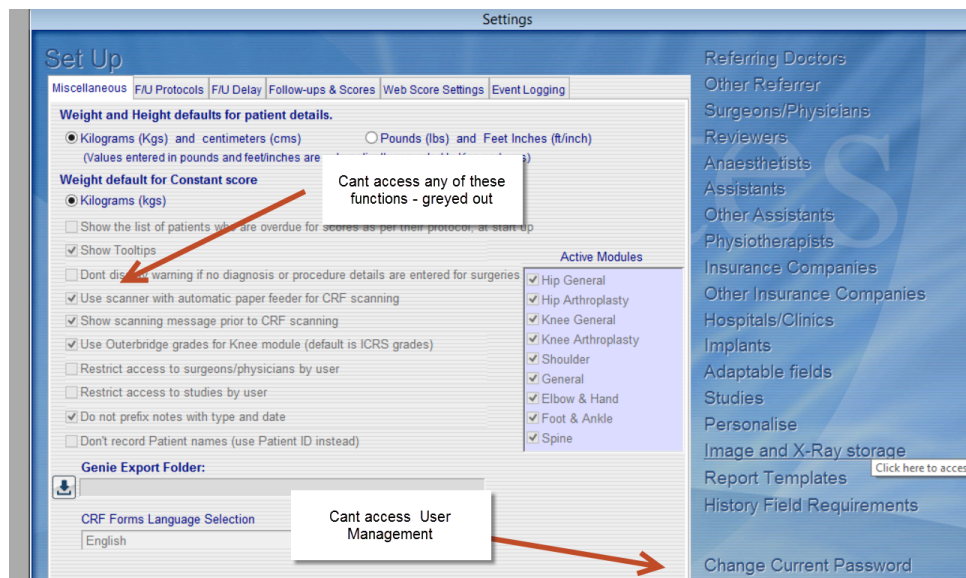 Settings
Set Up
Miscellaneous F/U Protocols F/U Delay Follow-ups & Scores Web Score Settings Event Logging
Weight and Height defaults for patient details.
Kilograms (Kgs) and centimeters (cms) Pounds (lbs) and Feet Inches (ft/inch)
(Values entered in pounds and feet/inches are
Weight default for Constant score
Kilograms (kgs)
Cant access any of these
functions - greyed out
Show the list of patients who are overdue for scores as per their protocol, at start up
Show Tooltips
Dont display warning if no diagnosis or procedure details are entered for surgeries
Use scanner with automatic paper feeder for CRF scanning
Show scanning message prior to CRF scanning
Use Outerbridge grades for Knee module (default is ICRS grades)
Restrict access to surgeons/physicians by user
Restrict access to studies by user
Do not prefix notes with type and date
Don't record Patient names (use Patient ID instead)
Active Modules
Hip General
Hip Arthroplasty
Knee General
Knee Arthroplasty
Shoulder
General
Elbow & Hand
Foot & Ankle
Spine
Genie Export Folder:
CRF Forms Language Selection
English
Cant access User
Management
Referring Doctors
Other Referrer
Surgeons/Physicians
Reviewers
Anaesthetists
Assistants
Other Assistants
Physiotherapists
Insurance Companies
Other Insurance Companies
Hospitals/Clinics
Implants
Adaptable fields
Studies
Personalise
Image and X-Ray storage
Click here to acces
Report Templates
History Field Requirements
Change Current Password